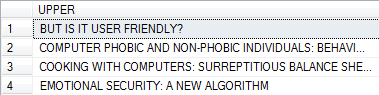 UPPER
1 BUT IS IT USER FRIENDLY?
2 COMPUTER PHOBIC AND NON-PHOBIC INDIVIDUALS: BEHAVI...
3 COOKING WITH COMPUTERS: SURREPTITIOUS BALANCE SHE...
4 EMOTIONAL SECURITY: A NEW ALGORITHM